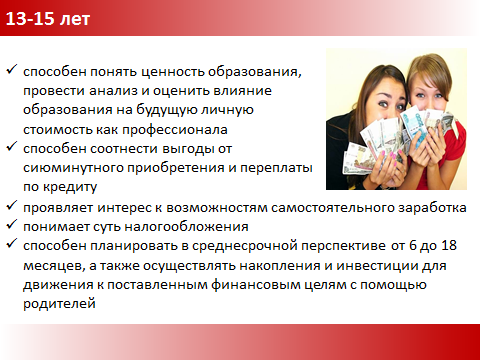 13-15 лет
✓ способен понять ценность образования,
провести анализ и оценить влияние
образования на будущую личную
стоимость как профессионала
✓ способен соотнести выгоды от
сиюминутного приобретения и переплаты
по кредиту
✓ проявляет интерес к возможностям самостоятельного заработка
✓ понимает суть налогообложения
✓ способен планировать в среднесрочной перспективе от 6 до 18
месяцев, а также осуществлять накопления и инвестиции для
движения к поставленным финансовым целям с помощью
родителей